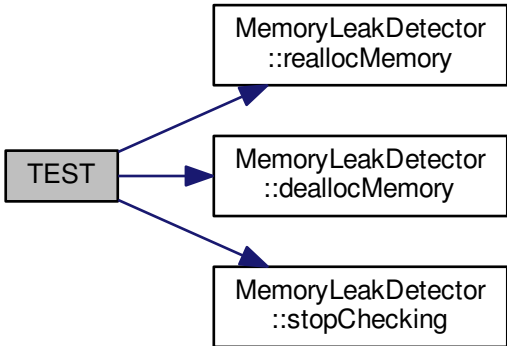 MemoryLeakDetector
::reallocMemory
TEST
MemoryLeakDetector
::deallocMemory
MemoryLeakDetector
::stopChecking